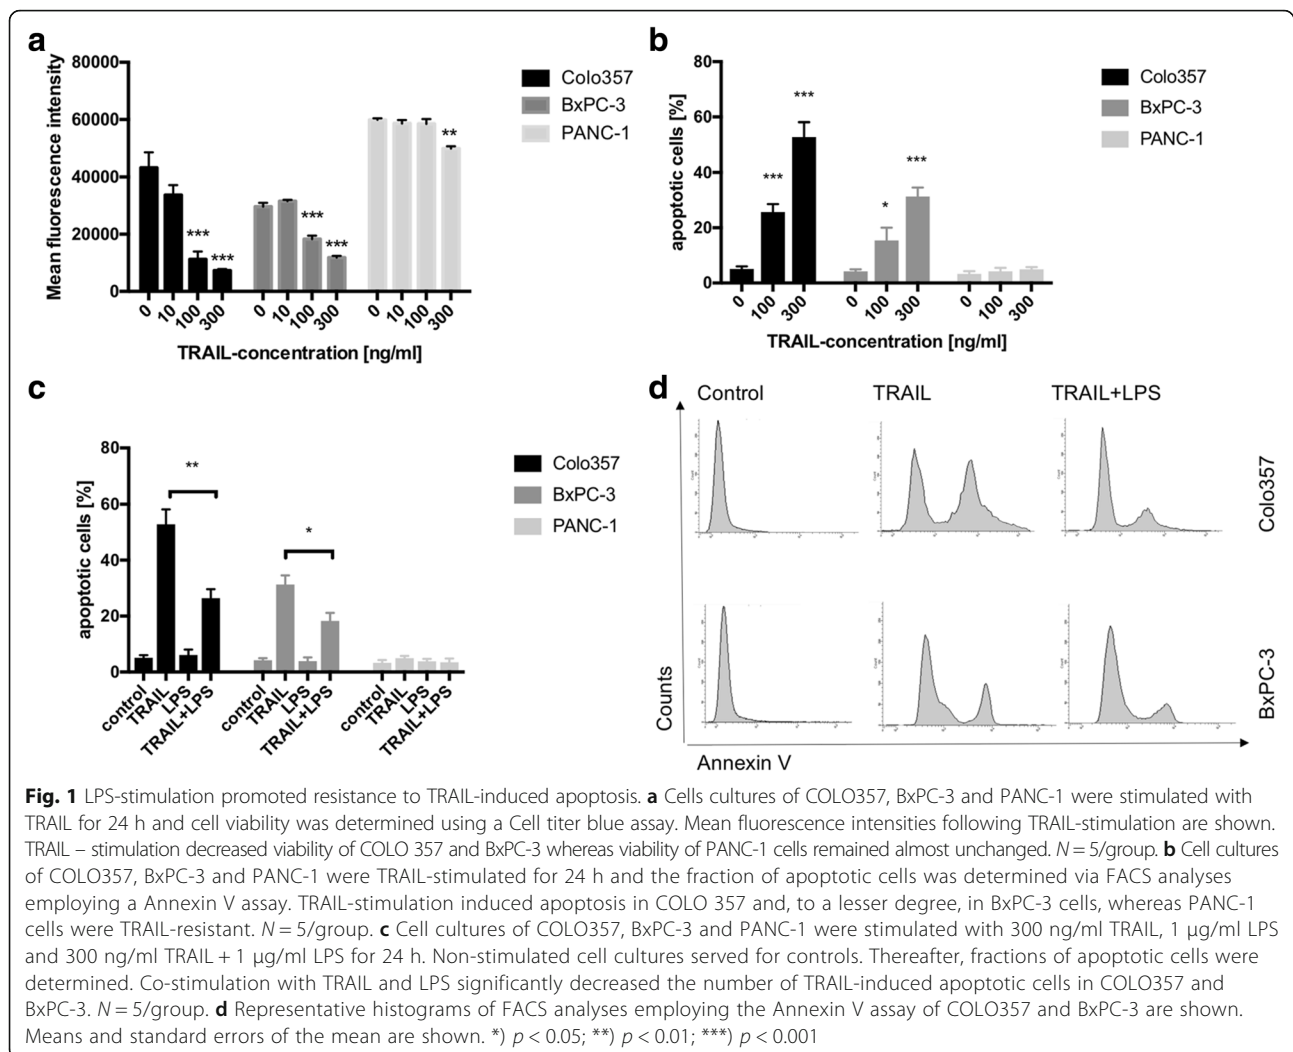 a
80000
60000
40000
20000
0
Mean fluorescence intensity
***
***
***
***
**
0 10 100 300 0 10 100 300 0 10 100 300
TRAIL-concentration [ng/ml]
Colo357
BxPC-3
PANC-1
b
80
60
40
20
0
apoptotic cells [%]
***
***
*
***
0 100 300 0 100 300 0 100 300
TRAIL-concentration [ng/ml]
Colo357
BxPC-3
PANC-1
c
80
60
40
20
0
apoptotic cells [%]
**
*
control TRAIL LPS TRAIL+LPS control TRAIL LPS TRAIL+LPS control TRAIL LPS TRAIL+LPS
Colo357
BxPC-3
PANC-1
d
Control TRAIL TRAIL+LPS
Colo357
BxPC-3
Counts
Annexin V
Fig. 1 LPS-stimulation promoted resistance to TRAIL-induced apoptosis. a Cells cultures of COLO357, BxPC-3 and PANC-1 were stimulated with
TRAIL for 24 h and cell viability was determined using a Cell titer blue assay. Mean fluorescence intensities following TRAIL-stimulation are shown.
TRAIL – stimulation decreased viability of COLO 357 and BxPC-3 whereas viability of PANC-1 cells remained almost unchanged. N = 5/group. b Cell cultures
of COLO357, BxPC-3 and PANC-1 were TRAIL-stimulated for 24 h and the fraction of apoptotic cells was determined via FACS analyses
employing a Annexin V assay. TRAIL-stimulation induced apoptosis in COLO 357 and, to a lesser degree, in BxPC-3 cells, whereas PANC-1
cells were TRAIL-resistant. N = 5/group. c Cell cultures of COLO357, BxPC-3 and PANC-1 were stimulated with 300 ng/ml TRAIL, 1 μg/ml LPS
and 300 ng/ml TRAIL + 1 μg/ml LPS for 24 h. Non-stimulated cell cultures served for controls. Thereafter, fractions of apoptotic cells were
determined. Co-stimulation with TRAIL and LPS significantly decreased the number of TRAIL-induced apoptotic cells in COLO357 and
BxPC-3. N = 5/group. d Representative histograms of FACS analyses employing the Annexin V assay of COLO357 and BxPC-3 are shown.
Means and standard errors of the mean are shown. *) p < 0.05; **) p < 0.01; ***) p < 0.001